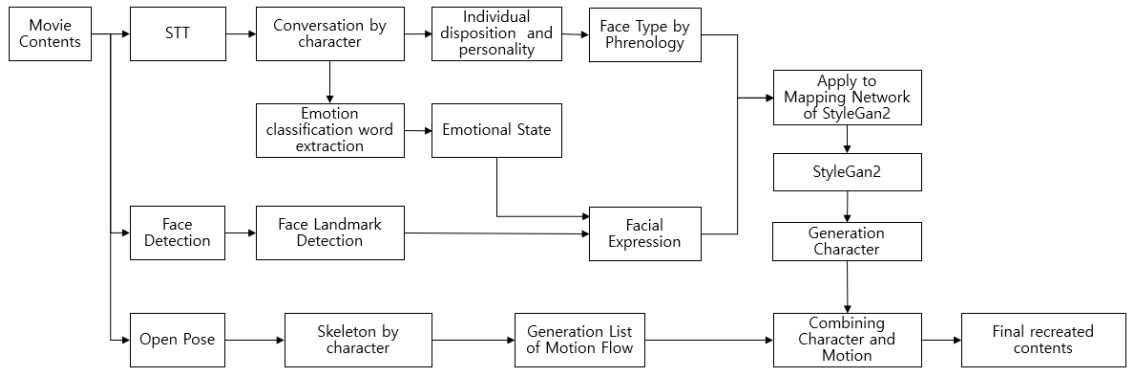 Movie
Contents
STT
Conversation by
character
Individual
disposition and
personality
Face Type by
Phrenology
Apply to
Mapping Network
of StyleGan2
Emotion
classification word
extraction
Emotional State
StyleGan2
Face
Detection
Face Landmark
Detection
Facial
Expression
Generation
Character
Open Pose
Skeleton by
character
Generation List
of Motion Flow
Combining
Character and
Motion
Final recreated
contents